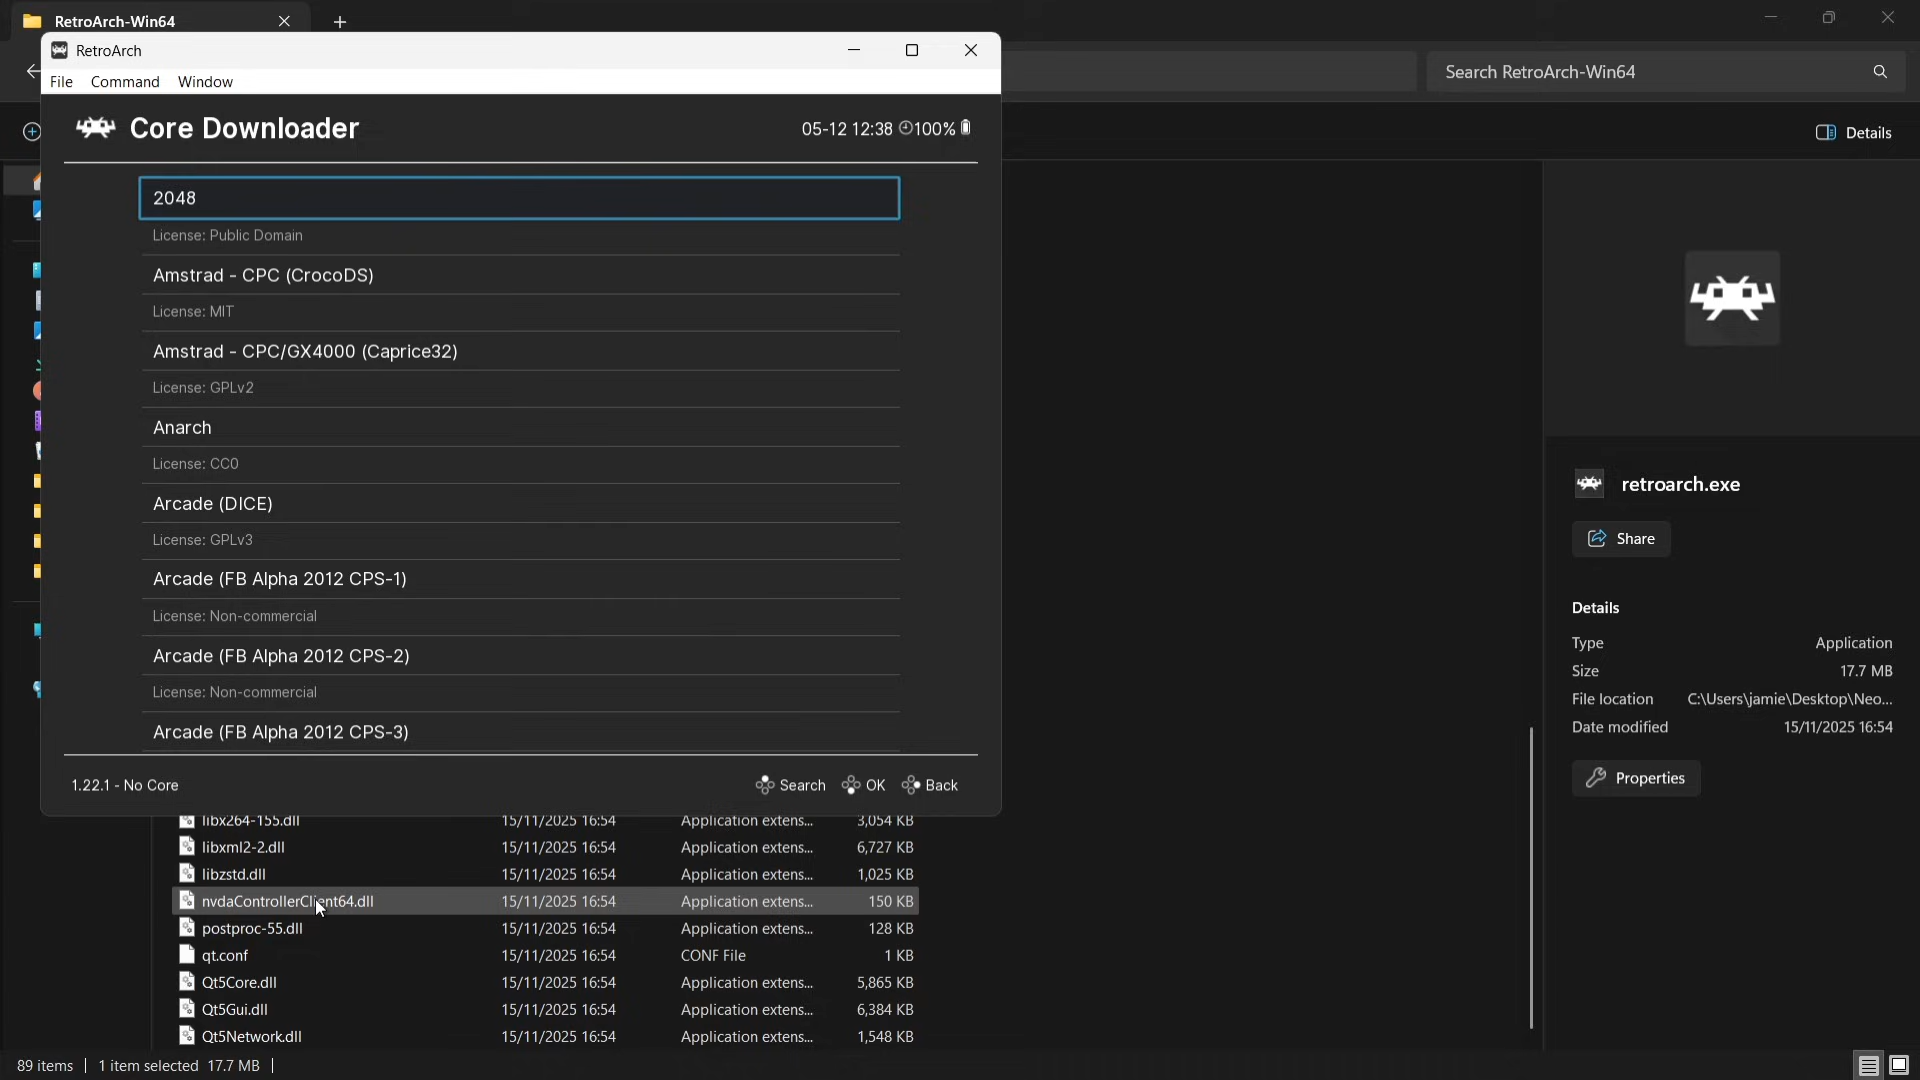 RetroArch-Win64
RetroArch
File Command Window
Search RetroArch-Win64
Core Downloader
05-12 12:38 100%
Details
2048
License: Public Domain
Amstrad - CPC (CrocoDS)
License: MIT
Amstrad - CPC/GX4000 (Caprice32)
License: GPLv2
Anarch
License: CC0
Arcade (DICE)
License: GPLv3
Arcade (FB Alpha 2012 CPS-1)
License: Non-commercial
Arcade (FB Alpha 2012 CPS-2)
License: Non-commercial
Arcade (FB Alpha 2012 CPS-3)
1.22.1 - No Core
Search OK Back
libx264-155.dll 15/11/2025 16:54 Application extens... 3,054 KB
libxml2-2.dll 15/11/2025 16:54 Application extens... 6,727 KB
libzstd.dll 15/11/2025 16:54 Application extens... 1,025 KB
nvdaControllerClient64.dll 15/11/2025 16:54 Application extens... 150 KB
postproc-55.dll 15/11/2025 16:54 Application extens... 128 KB
qt.conf 15/11/2025 16:54 CONF File 1 KB
Qt5Core.dll 15/11/2025 16:54 Application extens... 5,865 KB
Qt5Gui.dll 15/11/2025 16:54 Application extens... 6,384 KB
Qt5Network.dll 15/11/2025 16:54 Application extens... 1,548 KB
retroarch.exe
Share
Details
Type Application
Size 17.7 MB
File location C:\Users\jamie\Desktop\Neo...
Date modified 15/11/2025 16:54
Properties
89 items 1 item selected 17.7 MB